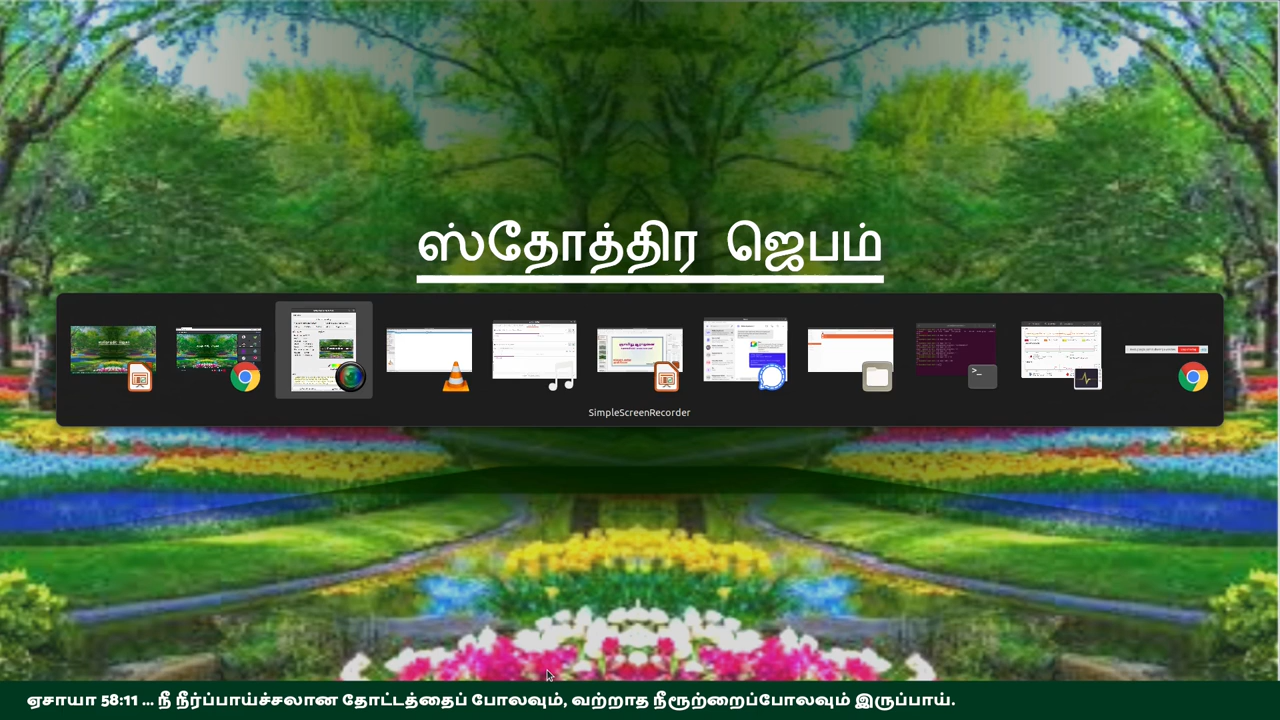 ஸ்தோத்திர ஜெபம்
SimpleScreenRecorder
ஏசாயா 58:11 ... நீ நீர்ப்பாய்ச்சலான தோட்டத்தைப் போலவும், வற்றாத நீரூற்றைப்போலவும் இருப்பாய்.